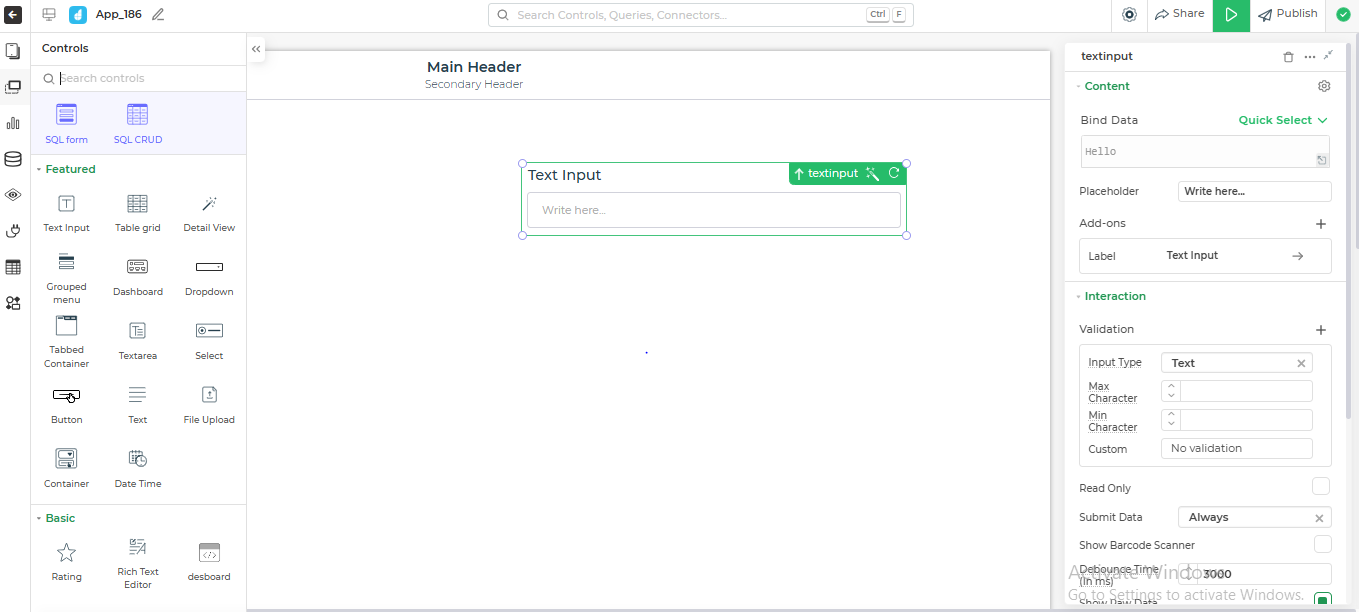 App_186
Search Controls, Queries, Connectors...
Ctrl
F
Share
Publish
Controls
Search controls
SQL form
SQL CRUD
Featured
Text Input
Table grid
Detail View
Grouped
menu
Dashboard
Dropdown
Tabbed
Container
Textarea
Select
Button
Text
File Upload
Container
Date Time
Basic
Rating
Rich Text
Editor
desboard
Main Header
Secondary Header
Text Input
textinput
Write here...
textinput
Content
Bind Data
Quick Select
Hello
Placeholder
Write here...
Add-ons
Label
Text Input
Interaction
Validation
Input Type
Text
Max
Character
Min
Character
Custom
No validation
Read Only
Submit Data
Always
Show Barcode Scanner
Debounce Time
(In ms)
3000
Show Raw Data
Activate Windows
Go to Settings to activate Windows.